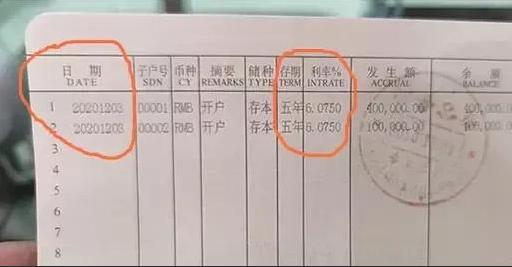 日 期 子户号 币种 摘要 储种 存期 利率% 发 生 额 余 额
DATE SDN CY REMARKS TYPE TERM INTRATE ACCRUAL BALANCE
1 20201203 00001 RMB 开户 存本 五年 6.0750 400,000.00 400,000.0
2 20201203 00002 RMB 开户 存本 五年 6.0750 100,000.00 100,000.0
3
4
5
6
7
8